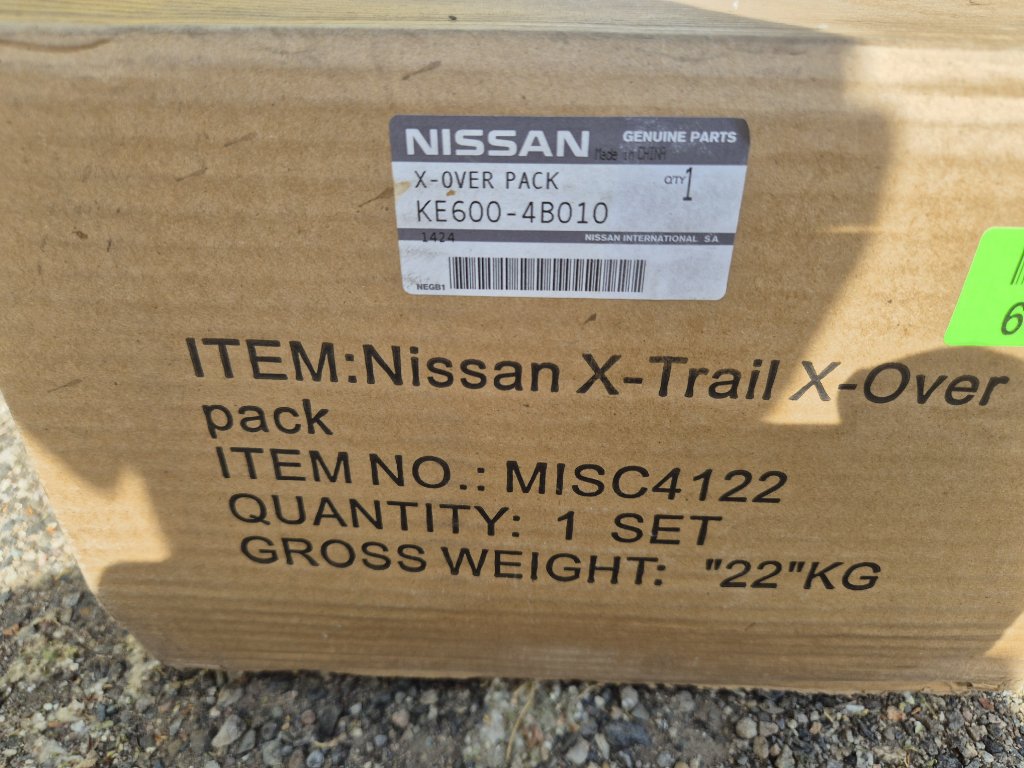 NISSAN GENUINE PARTS
Made in CHINA
X-OVER PACK QTY 1
KE600-4B010
1424 NISSAN INTERNATIONAL SA
NEGB1
6
ITEM:Nissan X-Trail X-Over
pack
ITEM NO.: MISC4122
QUANTITY: 1 SET
GROSS WEIGHT: "22"KG